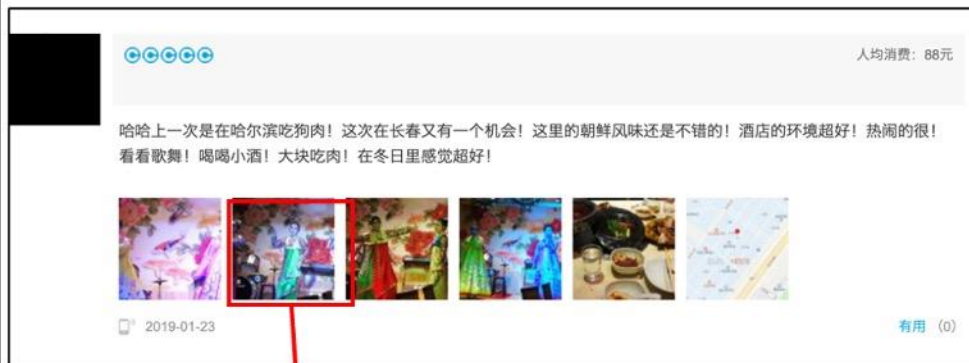 人均消费：88元
哈哈上一次是在哈尔滨吃狗肉！这次在长春又有一个机会！这里的朝鲜风味还是不错的！酒店的环境超好！热闹的很！
看看歌舞！喝喝小酒！大块吃肉！在冬日里感觉超好！
2019-01-23
有用（0）